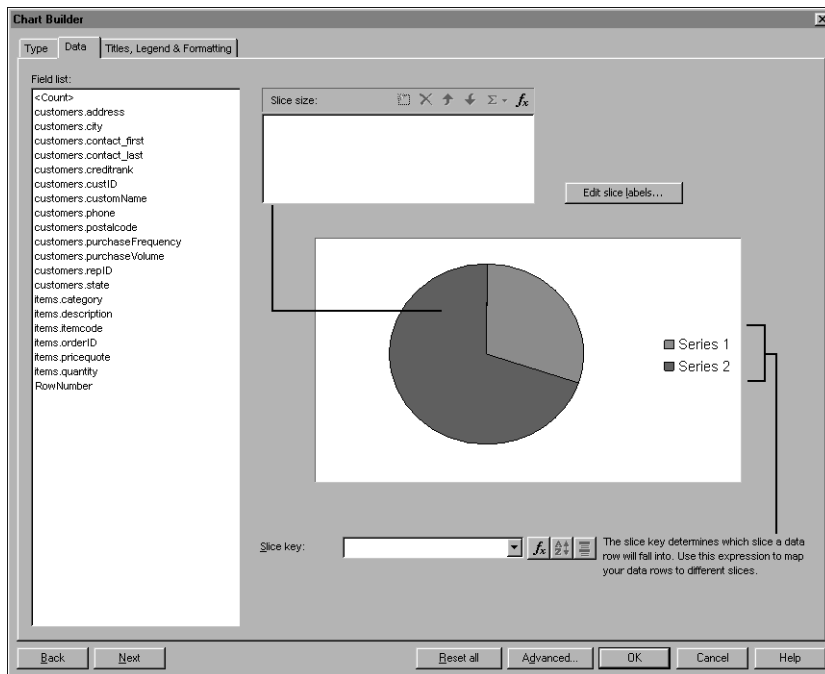 Chart Builder
Type
Data
Titles, Legend & Formatting
Field list:
<Count>
customers.address
customers.city
customers.contact_first
customers.contact_last
customers.creditrank
customers.custID
customers.customName
customers.phone
customers.postalcode
customers.purchaseFrequency
customers.purchaseVolume
customers.repID
customers.state
items.category
items.description
items.itemcode
items.orderID
items.pricequote
items.quantity
RowNumber
Slice size:
Σ
fx
Edit slice labels...
Series 1
Series 2
Slice key:
fx
A
Z
The slice key determines which slice a data
row will fall into. Use this expression to map
your data rows to different slices.
Back
Next
Reset all
Advanced...
OK
Cancel
Help